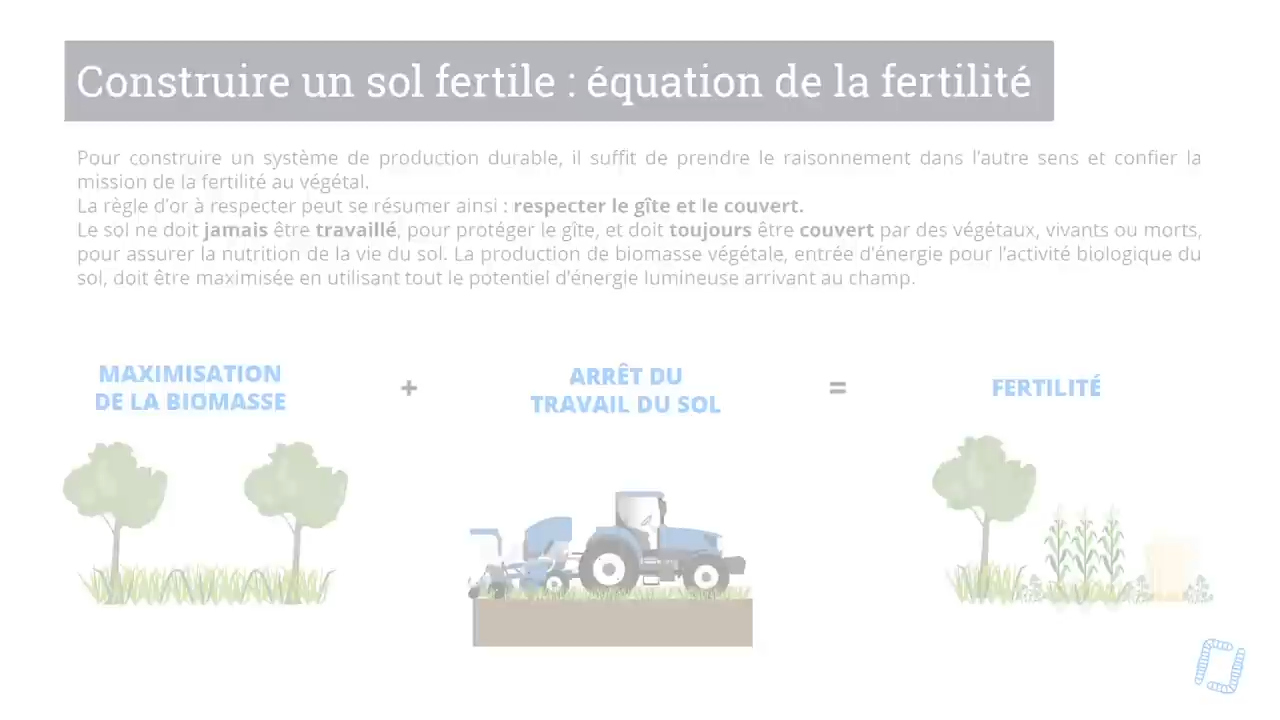 Construire un sol fertile : équation de la fertilité
Pour construire un système de production durable, il suffit de prendre le raisonnement dans l'autre sens et confier la
mission de la fertilité au végétal.
La règle d'or à respecter peut se résumer ainsi : respecter le gîte et le couvert.
Le sol ne doit jamais être travaillé, pour protéger le gîte, et doit toujours être couvert par des végétaux, vivants ou morts,
pour assurer la nutrition de la vie du sol. La production de biomasse végétale, entrée d'énergie pour l'activité biologique du
sol, doit être maximisée en utilisant tout le potentiel d'énergie lumineuse arrivant au champ.
MAXIMISATION
DE LA BIOMASSE
+
ARRÊT DU
TRAVAIL DU SOL
=
FERTILITÉ